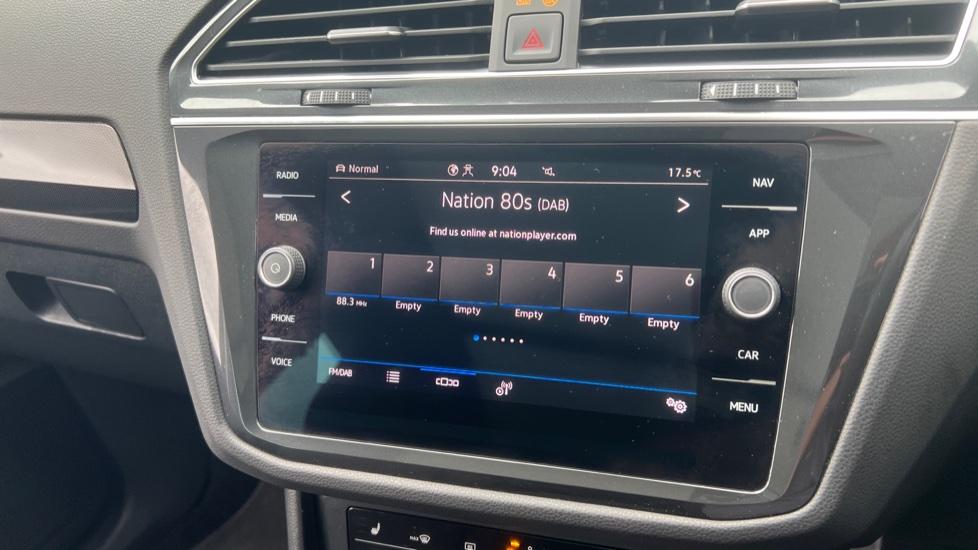 RADIO
MEDIA
PHONE
VOICE
Normal 9:04 17.5°C
Nation 80s (DAB)
Find us online at nationplayer.com
1 2 3 4 5 6
88.3 MHz Empty Empty Empty Empty Empty
FM/DAB
NAV
APP
CAR
MENU